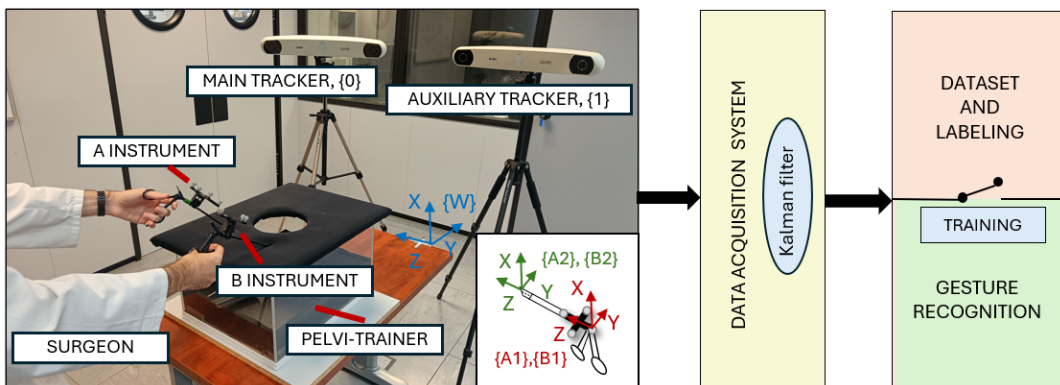 MAIN TRACKER, {0}
AUXILIARY TRACKER, {1}
A INSTRUMENT
X
{W}
Y
Z
B INSTRUMENT
PELVI-TRAINER
SURGEON
X
{A2}, {B2}
Y
Z
X
Z
Y
{A1},{B1}
DATA ACQUISITION SYSTEM
Kalman filter
DATASET
AND
LABELING
TRAINING
GESTURE
RECOGNITION